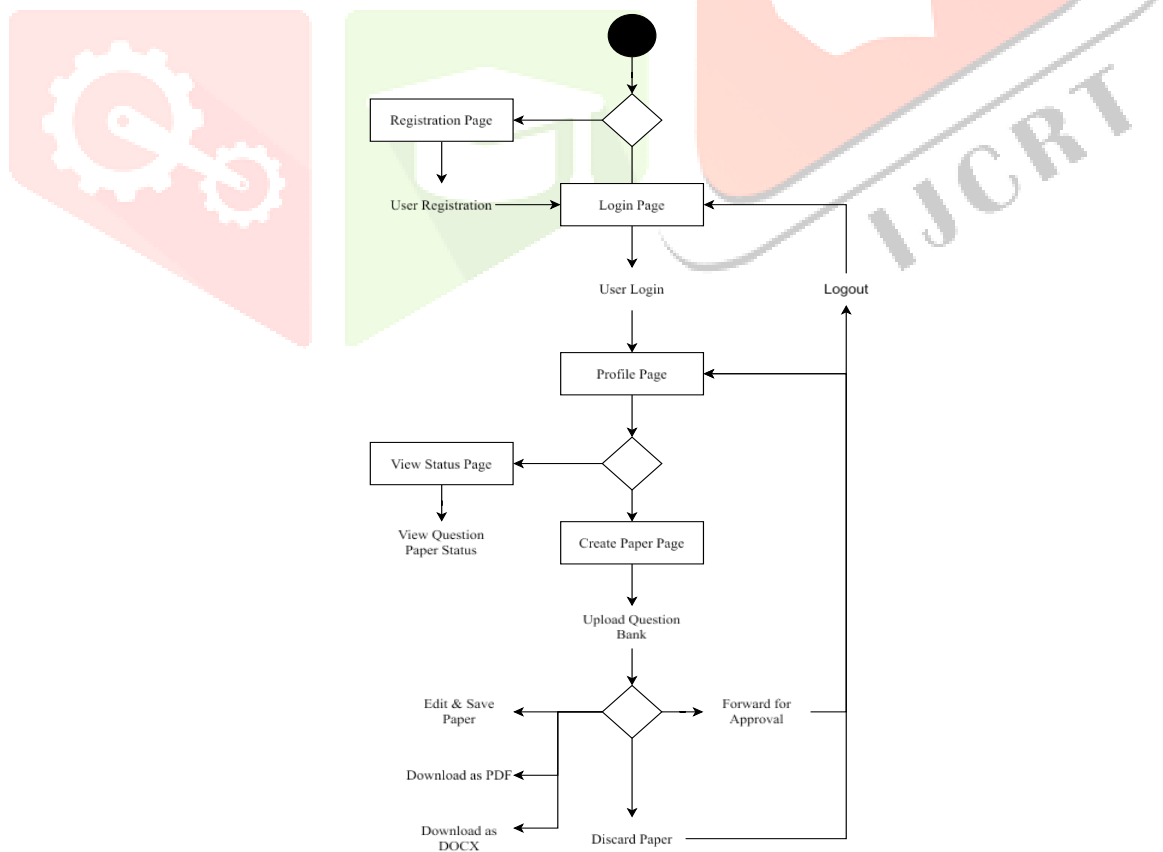 IJCRT
Registration Page
User Registration
Login Page
User Login
Logout
Profile Page
View Status Page
View Question
Paper Status
Create Paper Page
Upload Question
Bank
Edit & Save
Paper
Forward for
Approval
Download as PDF
Download as
DOCX
Discard Paper